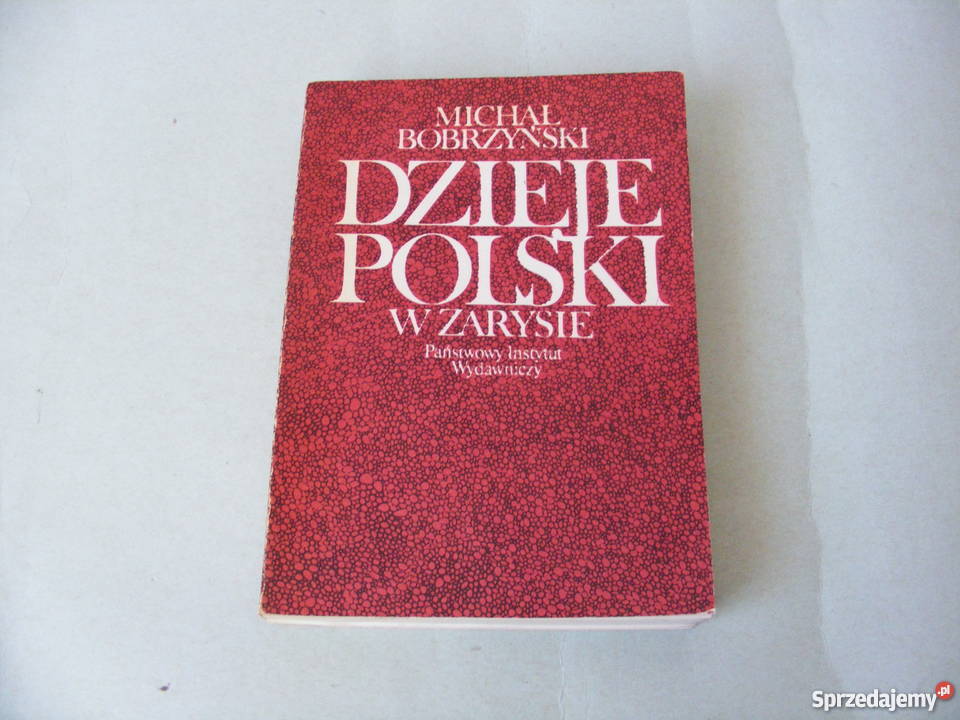 MICHAŁ
BOBRZYŃSKI
DZIEJE
POLSKI
W ZARYSIE
Państwowy Instytut
Wydawniczy
Sprzedajemy.pl